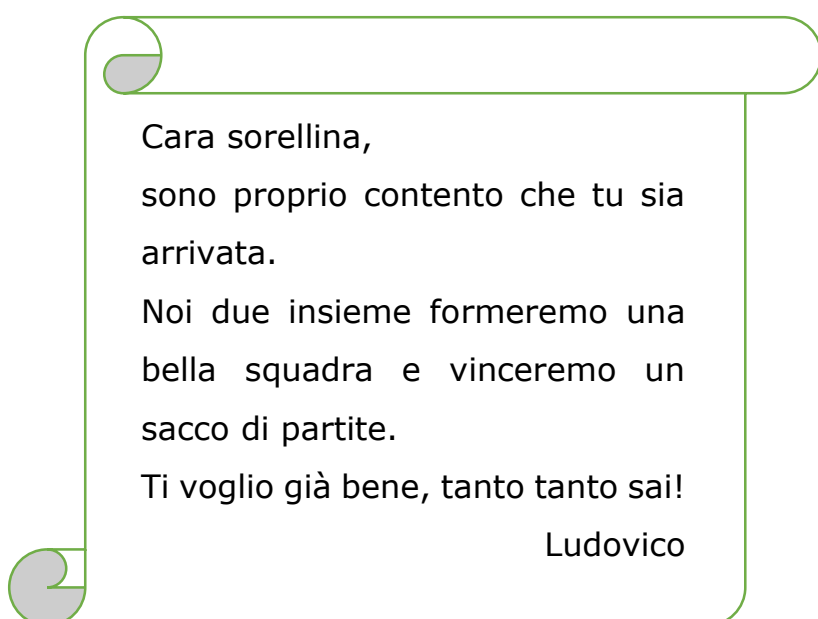 Cara sorellina,
sono proprio contento che tu sia
arrivata.
Noi due insieme formeremo una
bella squadra e vinceremo un
sacco di partite.
Ti voglio già bene, tanto tanto sai!
Ludovico